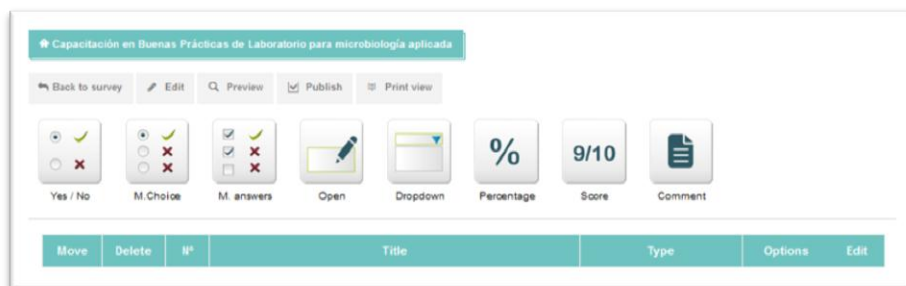 Capacitación en Buenas Prácticas de Laboratorio para microbiología aplicada
Back to survey Edit Preview Publish Print view
% 9/10
Yes / No M.Choice M. answers Open Dropdown Percentage Score Comment
Move Delete Nª Title Type Options Edit